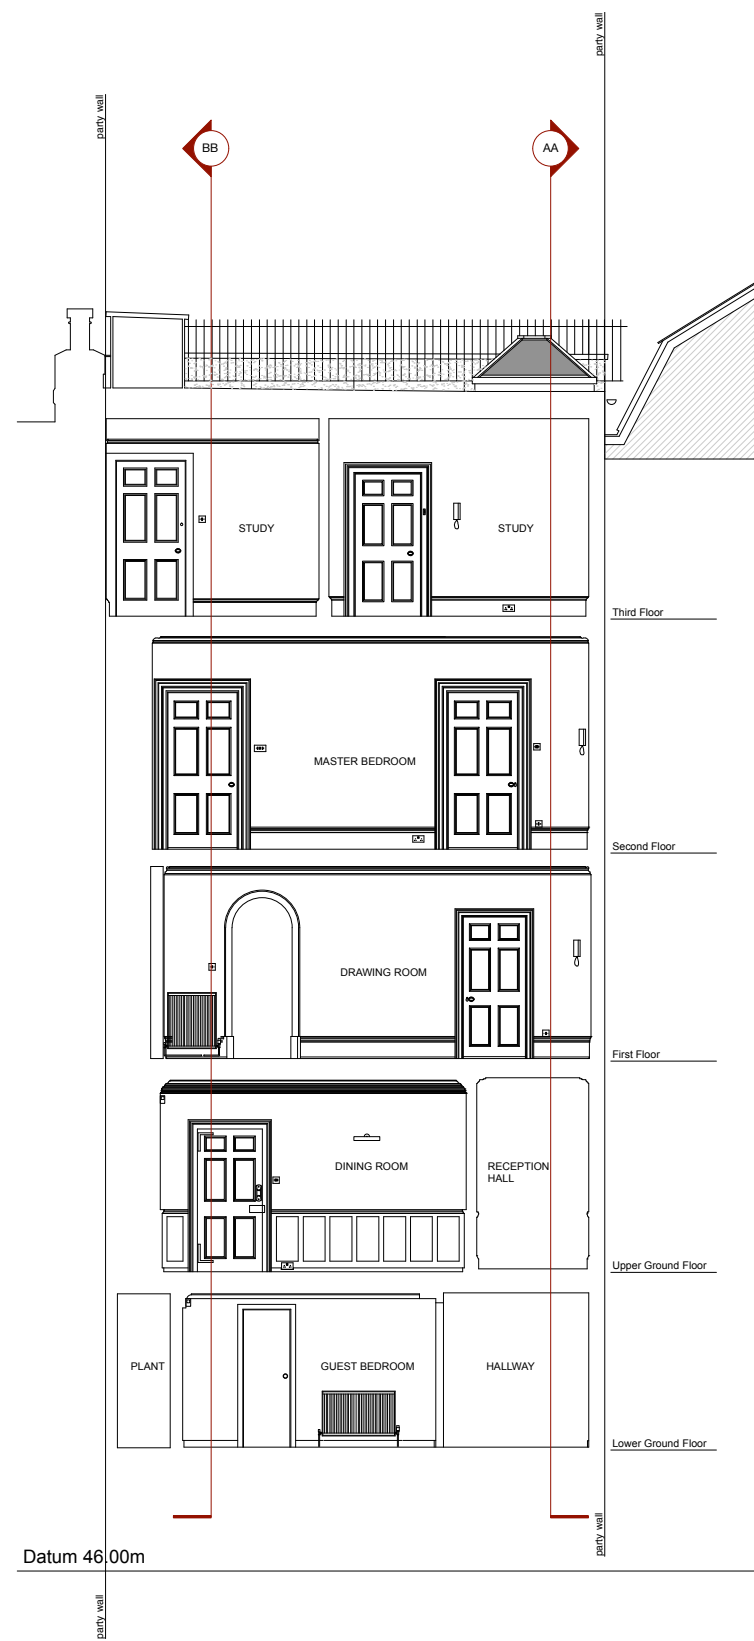 party wall
party wall
BB
AA
STUDY
STUDY
Third Floor
MASTER BEDROOM
Second Floor
DRAWING ROOM
First Floor
DINING ROOM
RECEPTION
HALL
Upper Ground Floor
PLANT
GUEST BEDROOM
HALLWAY
Lower Ground Floor
party wall
Datum 46.00m
party wall